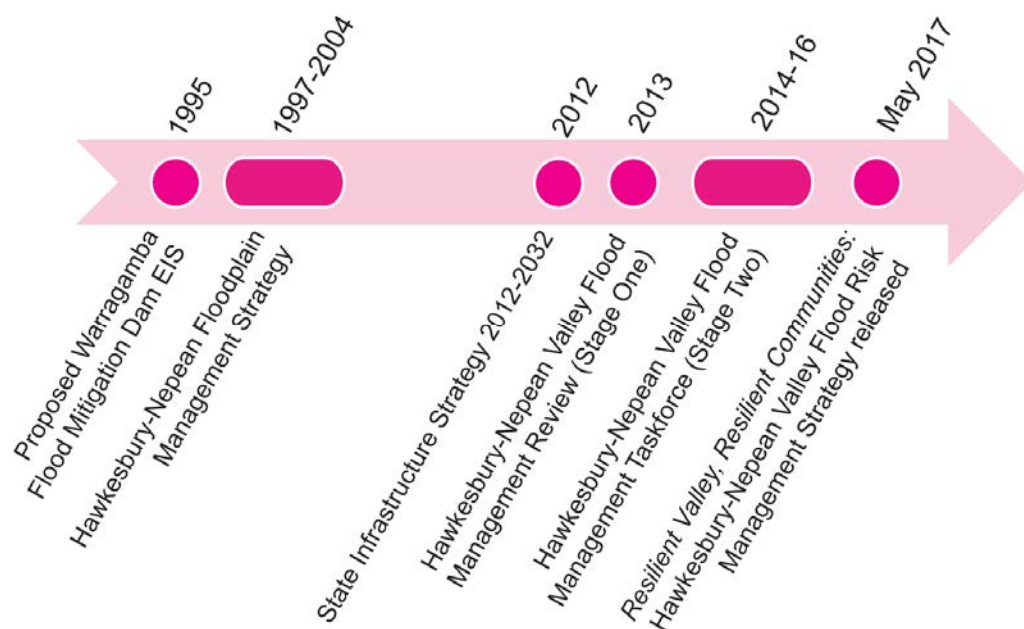 1995
1997-2004
2012
2013
2014-16
May 2017
Proposed Warragamba
Flood Mitigation Dam EIS
Hawkesbury-Nepean Floodplain
Management Strategy
State Infrastructure Strategy 2012-2032
Hawkesbury-Nepean Valley Flood
Management Review (Stage One)
Hawkesbury-Nepean Valley Flood
Management Taskforce (Stage Two)
Resilient Valley, Resilient Communities:
Hawkesbury-Nepean Valley Flood Risk
Management Strategy released